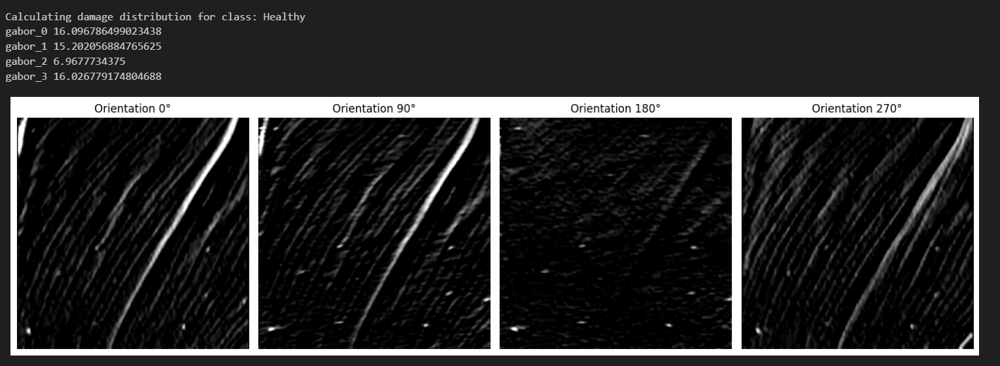 Calculating damage distribution for class: Healthy
gabor_0 16.096786499023438
gabor_1 15.202056884765625
gabor_2 6.9677734375
gabor_3 16.026779174804688
Orientation 0° Orientation 90° Orientation 180° Orientation 270°